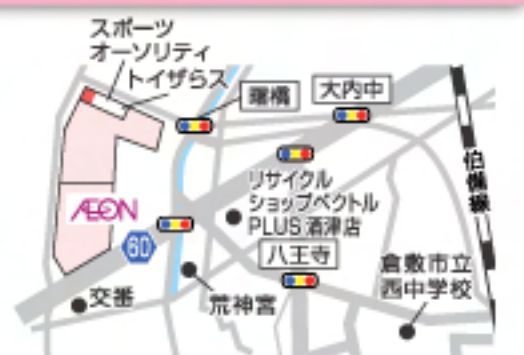 スポーツ
オーソリティ
トイザらス
曙橋
大内中
伯備線
リサイクル
ショップベクトル
PLUS 酒津店
ÆON
60
八王寺
倉敷市立
西中学校
交番
荒神宮